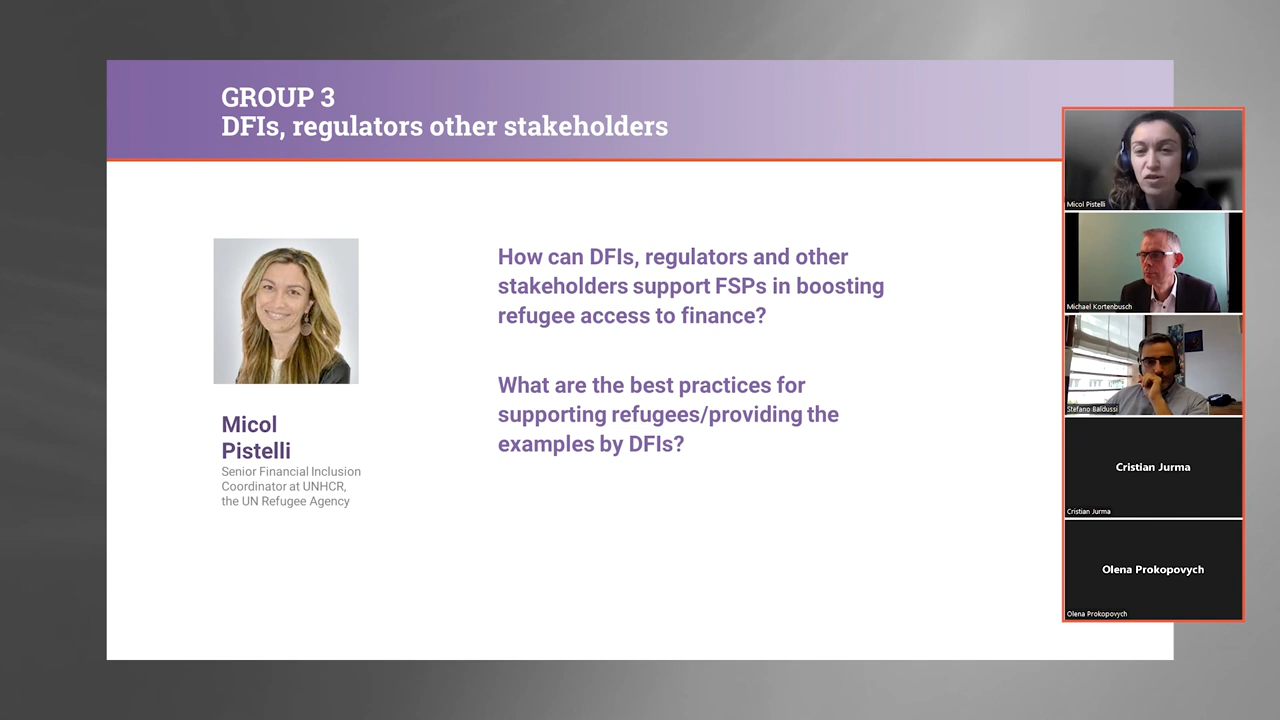 GROUP 3
DFIs, regulators other stakeholders
How can DFIs, regulators and other
stakeholders support FSPs in boosting
refugee access to finance?
What are the best practices for
supporting refugees/providing the
examples by DFIs?
Micol
Pistelli
Senior Financial Inclusion
Coordinator at UNHCR,
the UN Refugee Agency
Micol Pistelli
Michael Kortenbusch
Stefano Baldussi
Cristian Jurma
Cristian Jurma
Olena Prokopovych
Olena Prokopovych